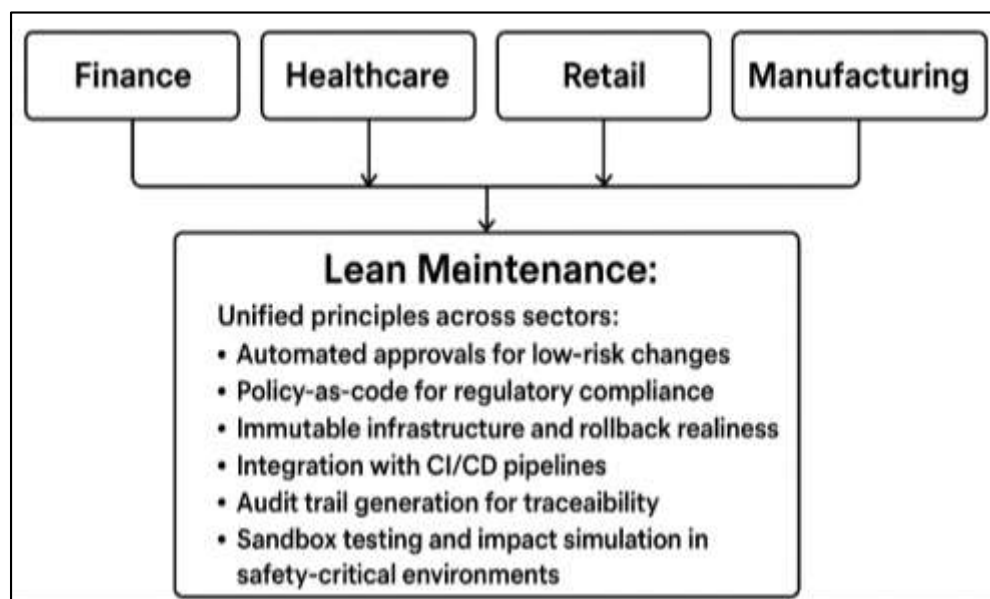 Finance
Healthcare
Retail
Manufacturing
Lean Meintenance:
Unified principles across sectors:
• Automated approvals for low-risk changes
• Policy-as-code for regulatory compliance
• Immutable infrastructure and rollback realiness
• Integration with CI/CD pipelines
• Audit trail generation for traceaibility
• Sandbox testing and impact simulation in
safety-critical environments